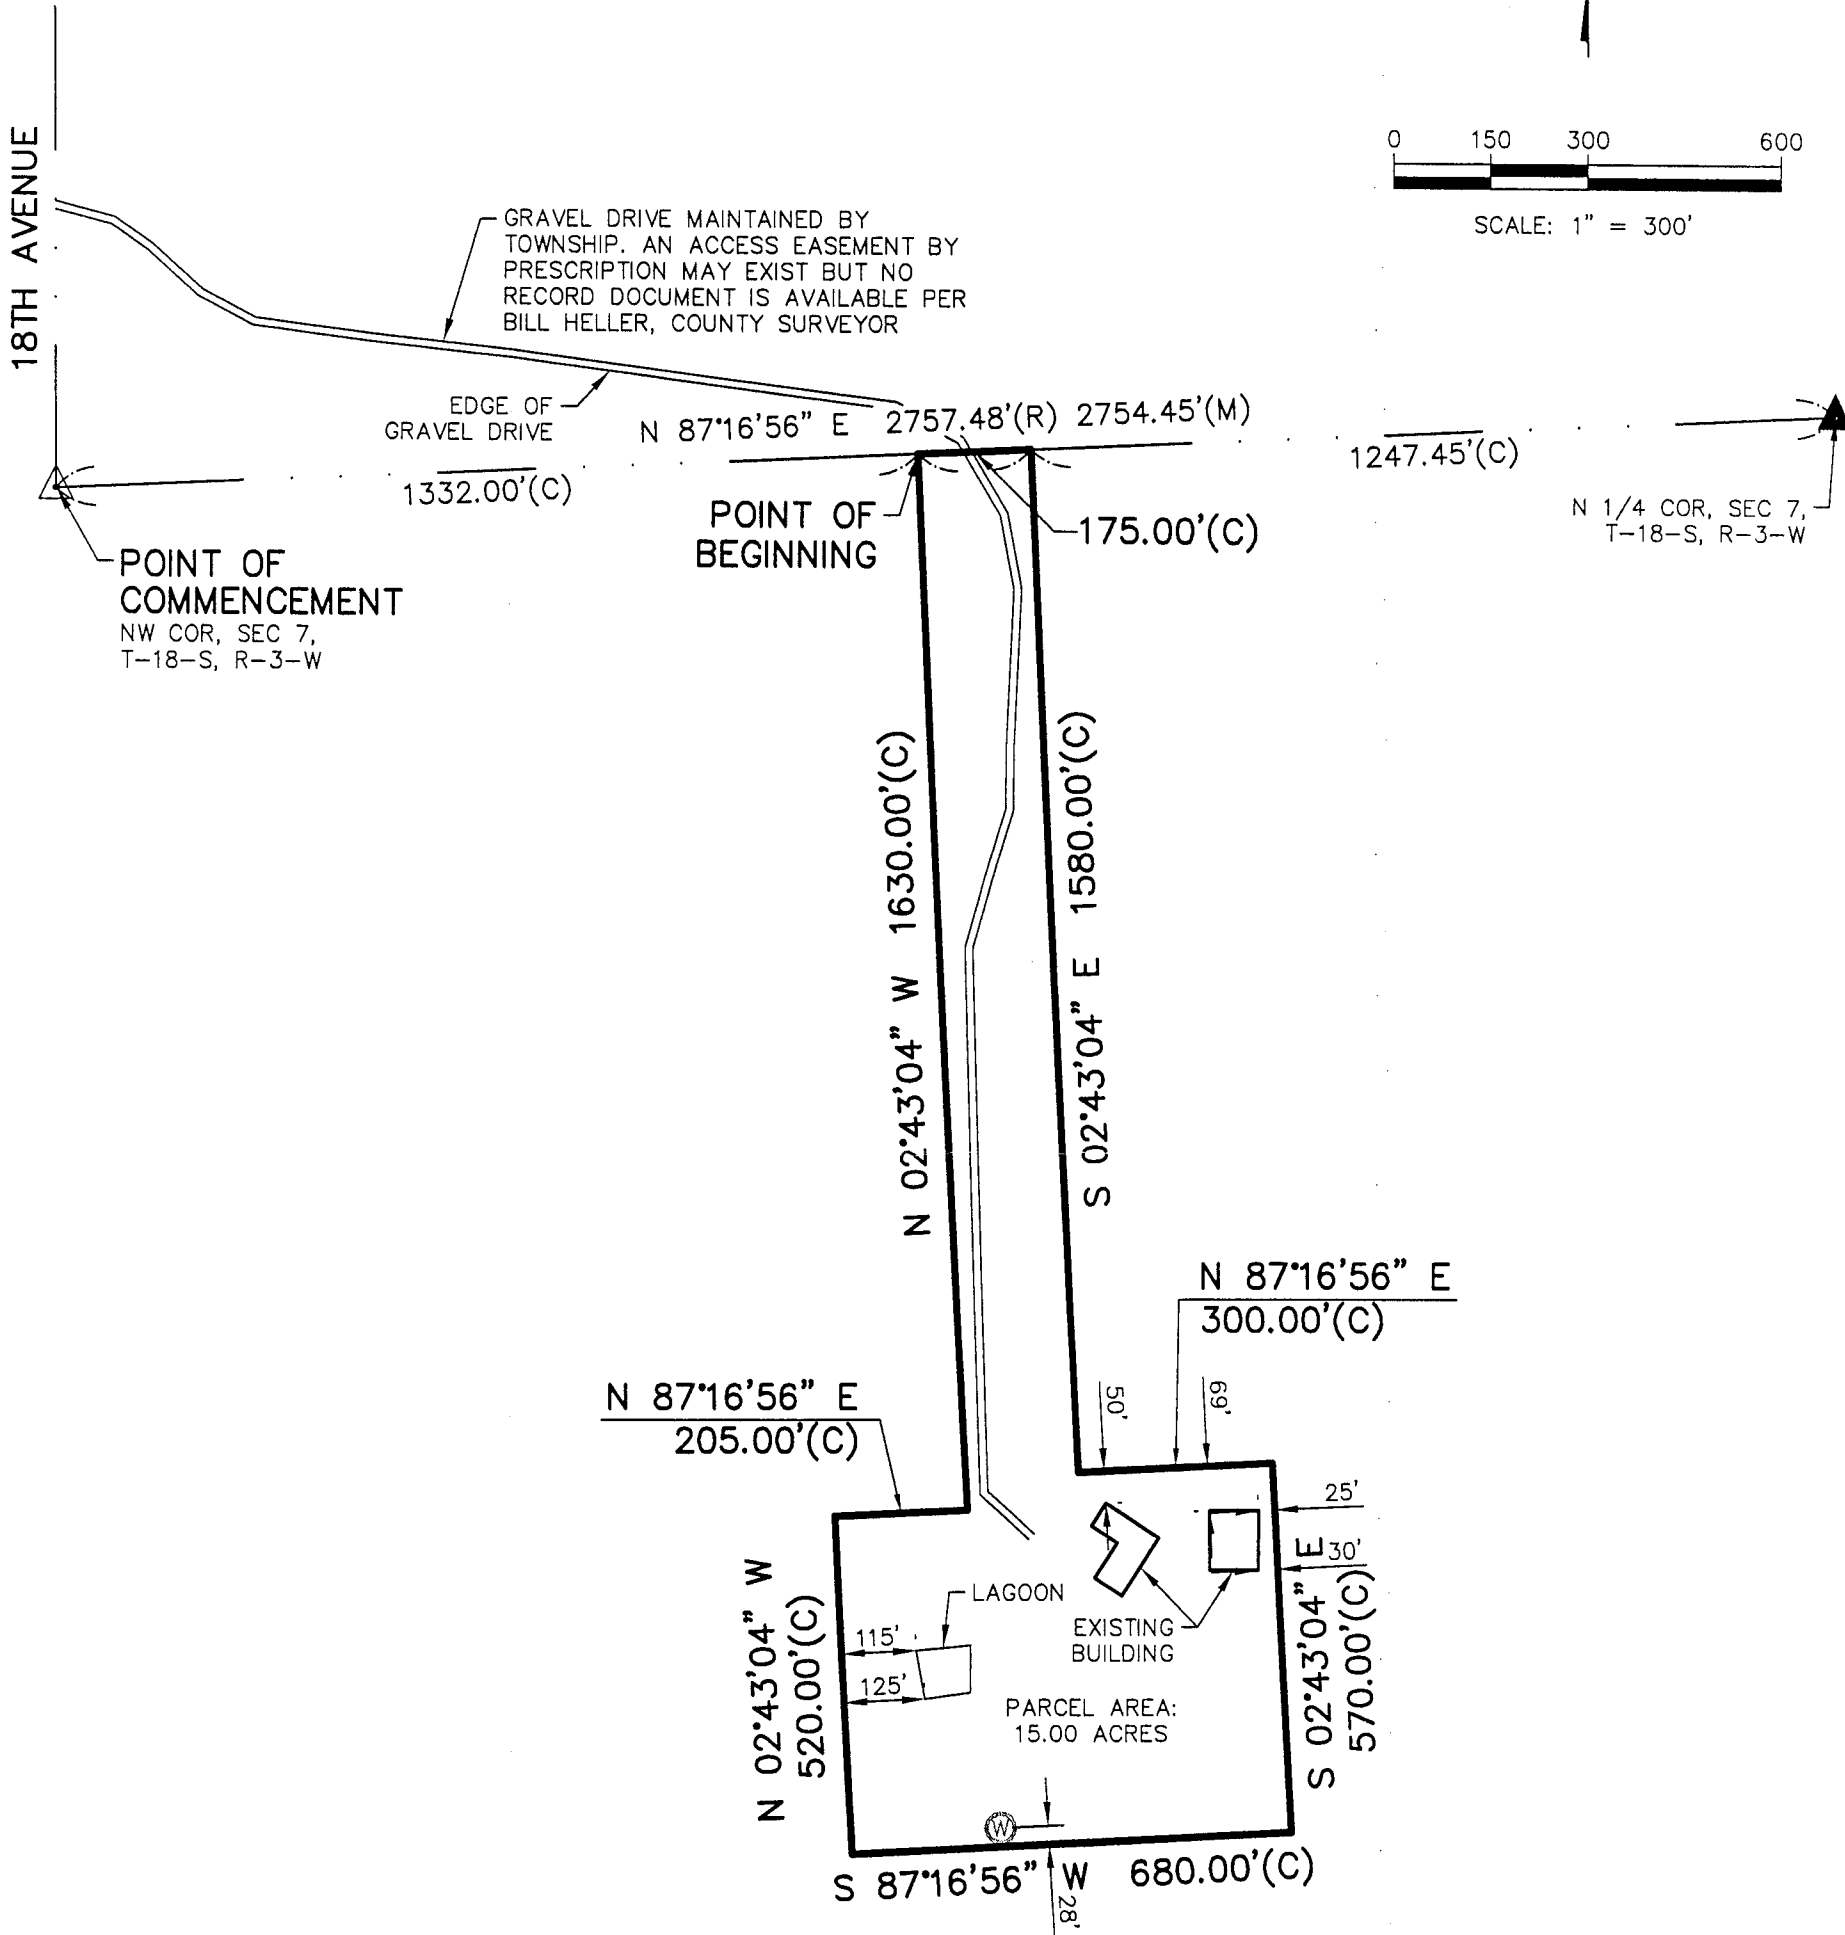 0 150 300 600
SCALE: 1" = 300'
18TH AVENUE
GRAVEL DRIVE MAINTAINED BY
TOWNSHIP. AN ACCESS EASEMENT BY
PRESCRIPTION MAY EXIST BUT NO
RECORD DOCUMENT IS AVAILABLE PER
BILL HELLER, COUNTY SURVEYOR
EDGE OF
GRAVEL DRIVE
N 87°16'56" E 2757.48'(R) 2754.45'(M)
1332.00'(C)
1247.45'(C)
POINT OF
BEGINNING
175.00'(C)
N 1/4 COR, SEC 7,
T-18-S, R-3-W
POINT OF
COMMENCEMENT
NW COR, SEC 7,
T-18-S, R-3-W
N 02°43'04" W 1630.00'(C)
S 02°43'04" E 1580.00'(C)
N 87°16'56" E
300.00'(C)
N 87°16'56" E
205.00'(C)
50'
69'
25'
30'
S 02°43'04" E
570.00'(C)
N 02°43'04" W
520.00'(C)
LAGOON
115'
125'
EXISTING
BUILDING
PARCEL AREA:
15.00 ACRES
W
S 87°16'56" W 680.00'(C)
28'